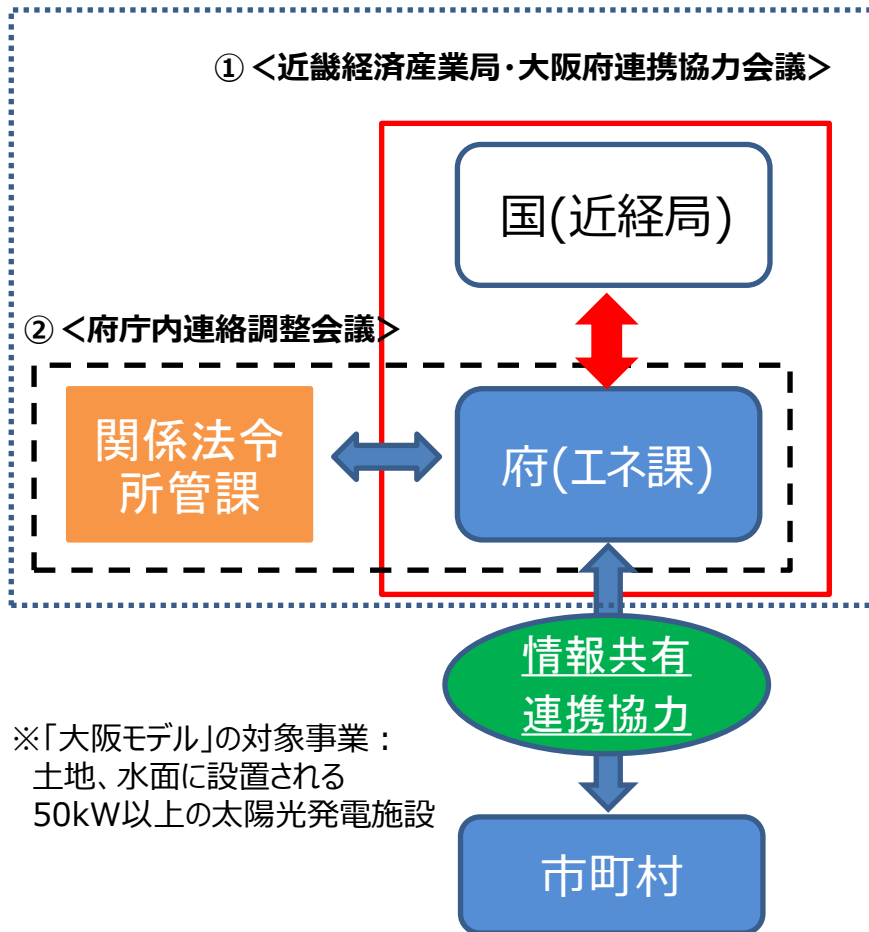 ① <近畿経済産業局・大阪府連携協力会議>
国(近経局)
② <府庁内連絡調整会議>
関係法令
所管課
府(エネ課)
情報共有
連携協力
※「大阪モデル」の対象事業：
土地、水面に設置される
50kW以上の太陽光発電施設
市町村